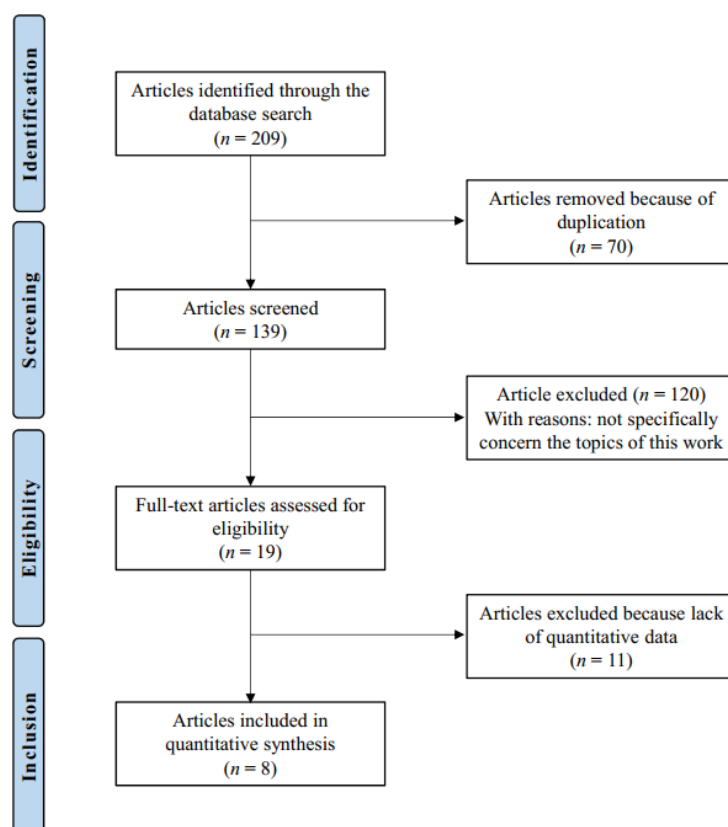 Identification
Articles identified through the
database search
(n = 209)
Articles removed because of
duplication
(n = 70)
Screening
Articles screened
(n = 139)
Article excluded (n = 120)
With reasons: not specifically
concern the topics of this work
Eligibility
Full-text articles assessed for
eligibility
(n = 19)
Articles excluded because lack
of quantitative data
(n = 11)
Inclusion
Articles included in
quantitative synthesis
(n = 8)